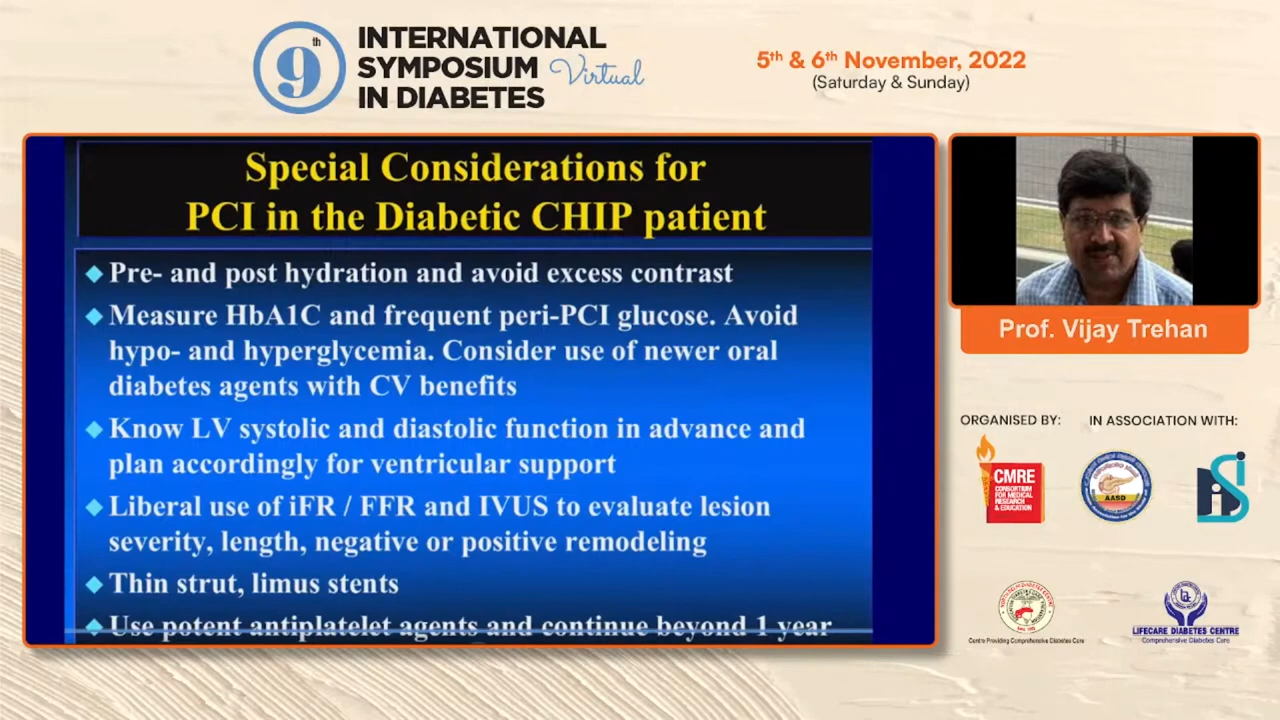 9th
INTERNATIONAL
SYMPOSIUM Virtual
IN DIABETES
5th & 6th November, 2022
(Saturday & Sunday)
Special Considerations for
PCI in the Diabetic CHIP patient
Pre- and post hydration and avoid excess contrast
Measure HbA1C and frequent peri-PCI glucose. Avoid
hypo- and hyperglycemia. Consider use of newer oral
diabetes agents with CV benefits
Know LV systolic and diastolic function in advance and
plan accordingly for ventricular support
Liberal use of iFR / FFR and IVUS to evaluate lesion
severity, length, negative or positive remodeling
Thin strut, limus stents
Use potent antiplatelet agents and continue beyond 1 year
Prof. Vijay Trehan
ORGANISED BY:
IN ASSOCIATION WITH:
CMRE
CONSORTIUM
FOR MEDICAL
RESEARCH
& EDUCATION
AASD
Centre Providing Comprehensive Diabetes Care
LIFECARE DIABETES CENTRE
Comprehensive Diabetes Care